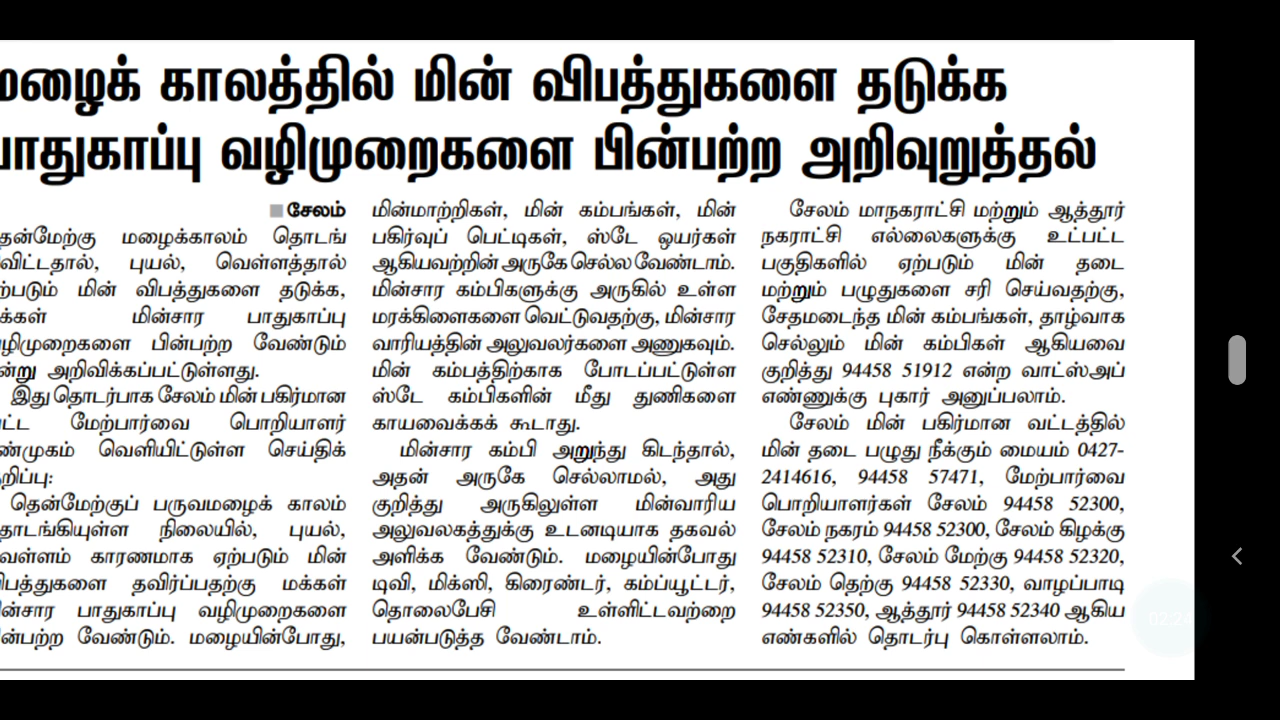 மழைக் காலத்தில் மின் விபத்துகளை தடுக்க
பாதுகாப்பு வழிமுறைகளை பின்பற்ற அறிவுறுத்தல்
சேலம்
தென்மேற்கு மழைக்காலம் தொடங்
விட்டதால், புயல், வெள்ளத்தால்
ற்படும் மின் விபத்துகளை தடுக்க,
க்கள் மின்சார பாதுகாப்பு
ழிமுறைகளை பின்பற்ற வேண்டும்
ன்று அறிவிக்கப்பட்டுள்ளது.
இது தொடர்பாக சேலம் மின் பகிர்மான
ட்ட மேற்பார்வை பொறியாளர்
ண்முகம் வெளியிட்டுள்ள செய்திக்
றிப்பு:
தென்மேற்குப் பருவமழைக் காலம்
தாடங்கியுள்ள நிலையில், புயல்,
வள்ளம் காரணமாக ஏற்படும் மின்
பத்துகளை தவிர்ப்பதற்கு மக்கள்
ன்சார பாதுகாப்பு வழிமுறைகளை
ன்பற்ற வேண்டும். மழையின்போது,
மின்மாற்றிகள், மின் கம்பங்கள், மின்
பகிர்வுப் பெட்டிகள், ஸ்டே ஒயர்கள்
ஆகியவற்றின் அருகே செல்ல வேண்டாம்.
மின்சார கம்பிகளுக்கு அருகில் உள்ள
மரக்கிளைகளை வெட்டுவதற்கு, மின்சார
வாரியத்தின் அலுவலர்களை அணுகவும்.
மின் கம்பத்திற்காக போடப்பட்டுள்ள
ஸ்டே கம்பிகளின் மீது துணிகளை
காயவைக்கக் கூடாது.
மின்சார கம்பி அறுந்து கிடந்தால்,
அதன் அருகே செல்லாமல், அது
குறித்து அருகிலுள்ள மின்வாரிய
அலுவலகத்துக்கு உடனடியாக தகவல்
அளிக்க வேண்டும். மழையின்போது
டிவி, மிக்ஸி, கிரைண்டர், கம்ப்யூட்டர்,
தொலைபேசி உள்ளிட்டவற்றை
பயன்படுத்த வேண்டாம்.
சேலம் மாநகராட்சி மற்றும் ஆத்தூர்
நகராட்சி எல்லைகளுக்கு உட்பட்ட
பகுதிகளில் ஏற்படும் மின் தடை
மற்றும் பழுதுகளை சரி செய்வதற்கு,
சேதமடைந்த மின் கம்பங்கள், தாழ்வாக
செல்லும் மின் கம்பிகள் ஆகியவை
குறித்து 94458 51912 என்ற வாட்ஸ்அப்
எண்ணுக்கு புகார் அனுப்பலாம்.
சேலம் மின் பகிர்மான வட்டத்தில்
மின் தடை பழுது நீக்கும் மையம் 0427-
2414616, 94458 57471, மேற்பார்வை
பொறியாளர்கள் சேலம் 94458 52300,
சேலம் நகரம் 94458 52300, சேலம் கிழக்கு
94458 52310, சேலம் மேற்கு 94458 52320,
சேலம் தெற்கு 94458 52330, வாழப்பாடி
94458 52350, ஆத்தூர் 94458 52340 ஆகிய
எண்களில் தொடர்பு கொள்ளலாம்.
02:24